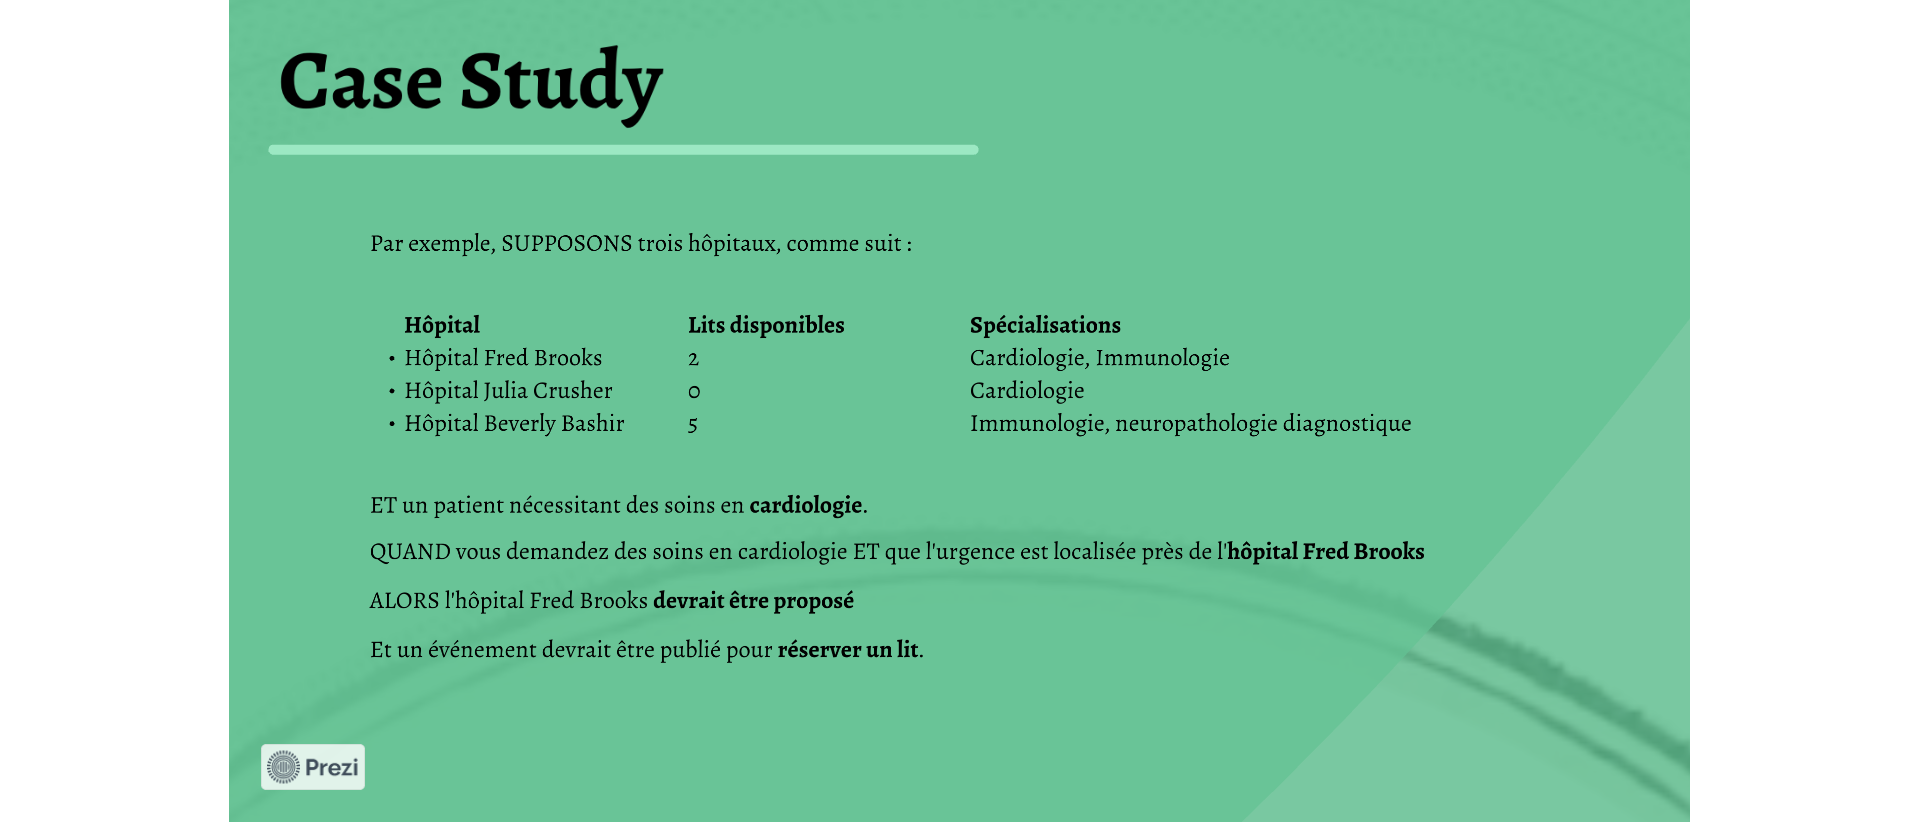 Case Study
Par exemple, SUPPOSONS trois hôpitaux, comme suit :
Hôpital Lits disponibles Spécialisations
• Hôpital Fred Brooks 2 Cardiologie, Immunologie
• Hôpital Julia Crusher 0 Cardiologie
• Hôpital Beverly Bashir 5 Immunologie, neuropathologie diagnostique
ET un patient nécessitant des soins en cardiologie.
QUAND vous demandez des soins en cardiologie ET que l'urgence est localisée près de l'hôpital Fred Brooks
ALORS l'hôpital Fred Brooks devrait être proposé
Et un événement devrait être publié pour réserver un lit.
Prezi